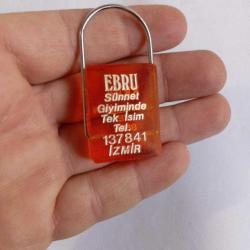 EBRU
Sünnet
Giyiminde
Tek İsim
Tel.
137841
İZMİR